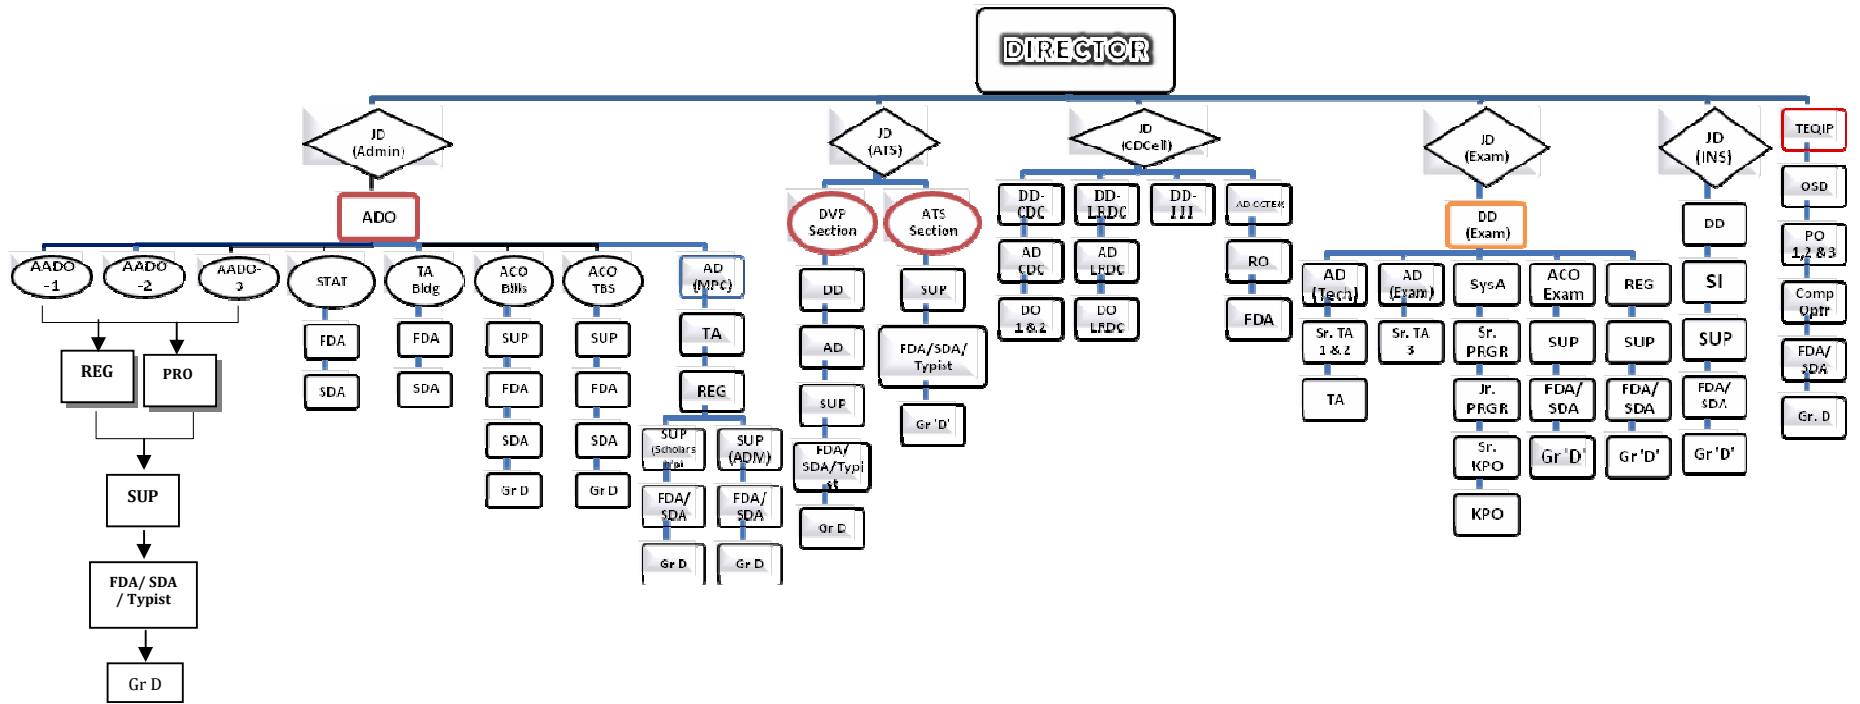 DIRECTOR
JD
(Admin)
JD
(ATS)
JD
(CDCell)
JD
(Exam)
JD
(INS)
TEQIP
ADO
DVP
Section
ATS
Section
DD-
CDC
DD-
LRDC
DD-
III
DD
(Exam)
DD
OSD
AADO
-1
AADO
-2
AADO-
3
STAT
TA
Bldg
ACO
Bills
ACO
TBS
AD
(MPC)
DD
SUP
AD
CDC
AD
LRDC
RO
AD
(Tech)
AD
(Exam)
SysA
ACO
Exam
REG
SI
PO
1,2 & 3
REG
PRO
FDA
FDA
SUP
SUP
TA
AD
FDA/SDA/
Typist
DO
1 & 2
DO
LRDC
FDA
Sr. TA
1 & 2
Sr. TA
3
Sr.
PRGR
SUP
SUP
SUP
Comp
Optr
SDA
SDA
FDA
FDA
REG
SUP
Gr 'D'
TA
Jr.
PRGR
FDA/
SDA
FDA/
SDA
FDA/
SDA
FDA/
SDA
SDA
SDA
SUP
(Scholars
SUP
(ADM)
FDA/
SDA/Typi
st
Sr.
KPO
Gr 'D'
Gr 'D'
Gr 'D'
Gr. D
SUP
Gr D
Gr D
FDA/
SDA
FDA/
SDA
Gr D
KPO
FDA/ SDA
/ Typist
Gr D
Gr D
Gr D